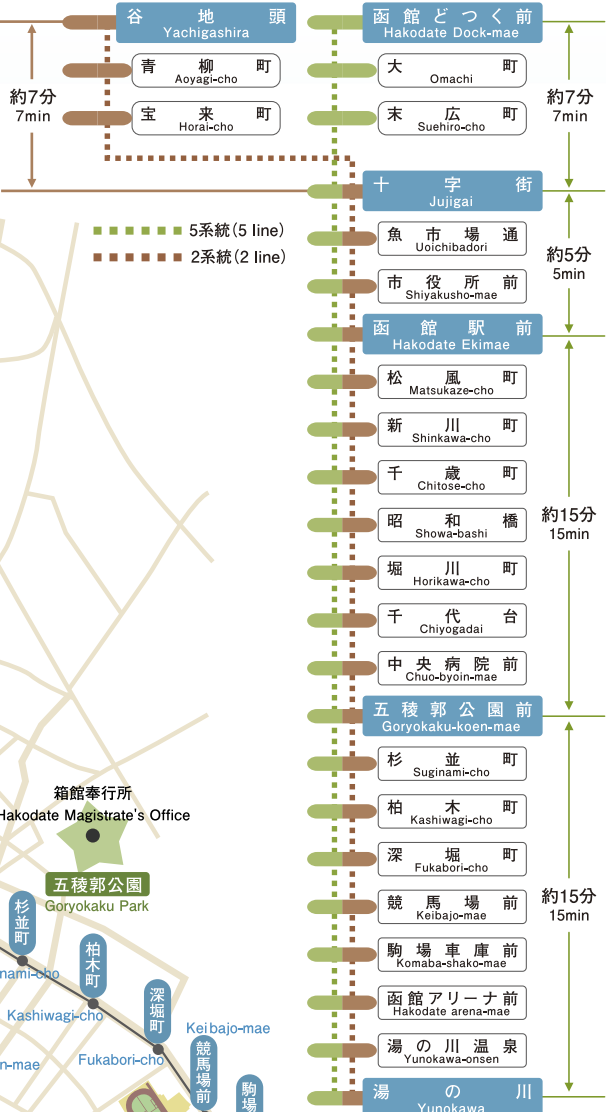 谷地頭
Yachigashira
青柳町
Aoyagi-cho
宝来町
Horai-cho
約7分
7min
函館どつく前
Hakodate Dock-mae
大町
Omachi
末広町
Suehiro-cho
約7分
7min
十字街
Jujigai
5系統(5 line)
2系統(2 line)
魚市場通
Uoichibadori
市役所前
Shiyakusho-mae
約5分
5min
函館駅前
Hakodate Ekimae
松風町
Matsukaze-cho
新川町
Shinkawa-cho
千歳町
Chitose-cho
昭和橋
Showa-bashi
堀川町
Horikawa-cho
千代台
Chiyogadai
中央病院前
Chuo-byoin-mae
約15分
15min
五稜郭公園前
Goryokaku-koen-mae
杉並町
Suginami-cho
柏木町
Kashiwagi-cho
深堀町
Fukabori-cho
競馬場前
Keibajo-mae
駒場車庫前
Komaba-shako-mae
函館アリーナ前
Hakodate arena-mae
湯の川温泉
Yunokawa-onsen
約15分
15min
湯の川
Yunokawa
箱館奉行所
Hakodate Magistrate's Office
五稜郭公園
Goryokaku Park
杉並町
nami-cho
柏木町
Kashiwagi-cho
深堀町
Fukabori-cho
n-mae
Keibajo-mae
競馬場前
駒場